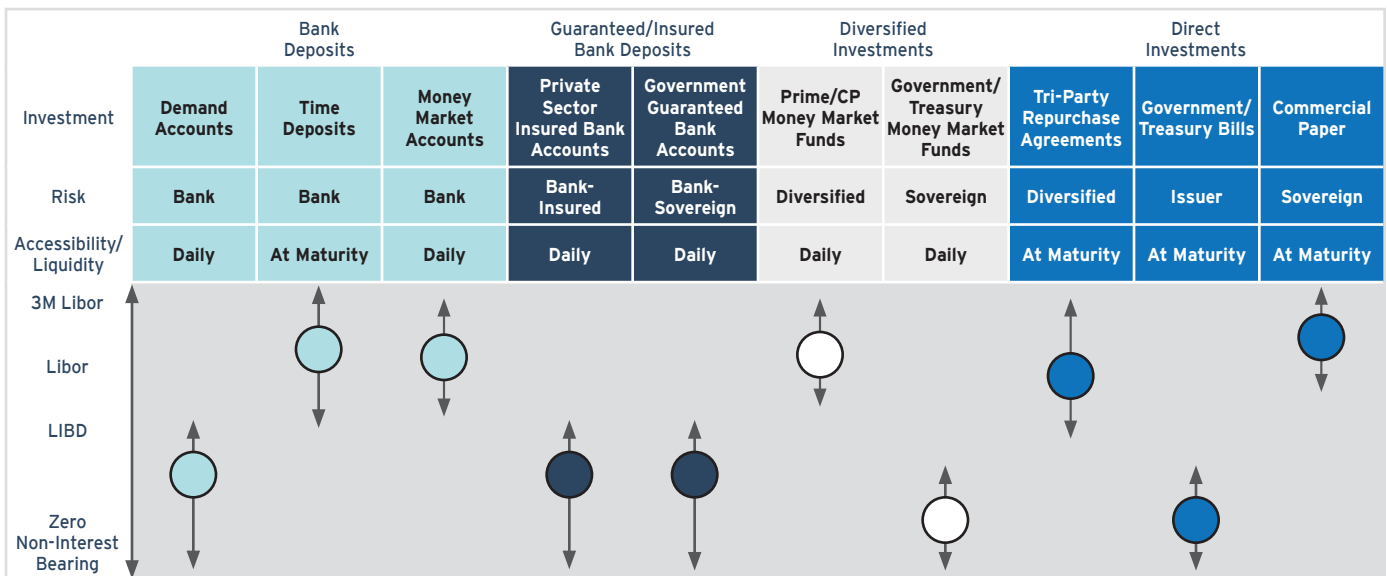 Bank
Deposits
Guaranteed/Insured
Bank Deposits
Diversified
Investments
Direct
Investments
Investment
Demand
Accounts
Time
Deposits
Money
Market
Accounts
Private
Sector
Insured Bank
Accounts
Government
Guaranteed
Bank
Accounts
Prime/CP
Money Market
Funds
Government/
Treasury
Money Market
Funds
Tri-Party
Repurchase
Agreements
Government/
Treasury Bills
Commercial
Paper
Risk
Bank
Bank
Bank
Bank-
Insured
Bank-
Sovereign
Diversified
Sovereign
Diversified
Issuer
Sovereign
Accessibility/
Liquidity
Daily
At Maturity
Daily
Daily
Daily
Daily
Daily
At Maturity
At Maturity
At Maturity
3M Libor
Libor
LIBD
Zero
Non-Interest
Bearing